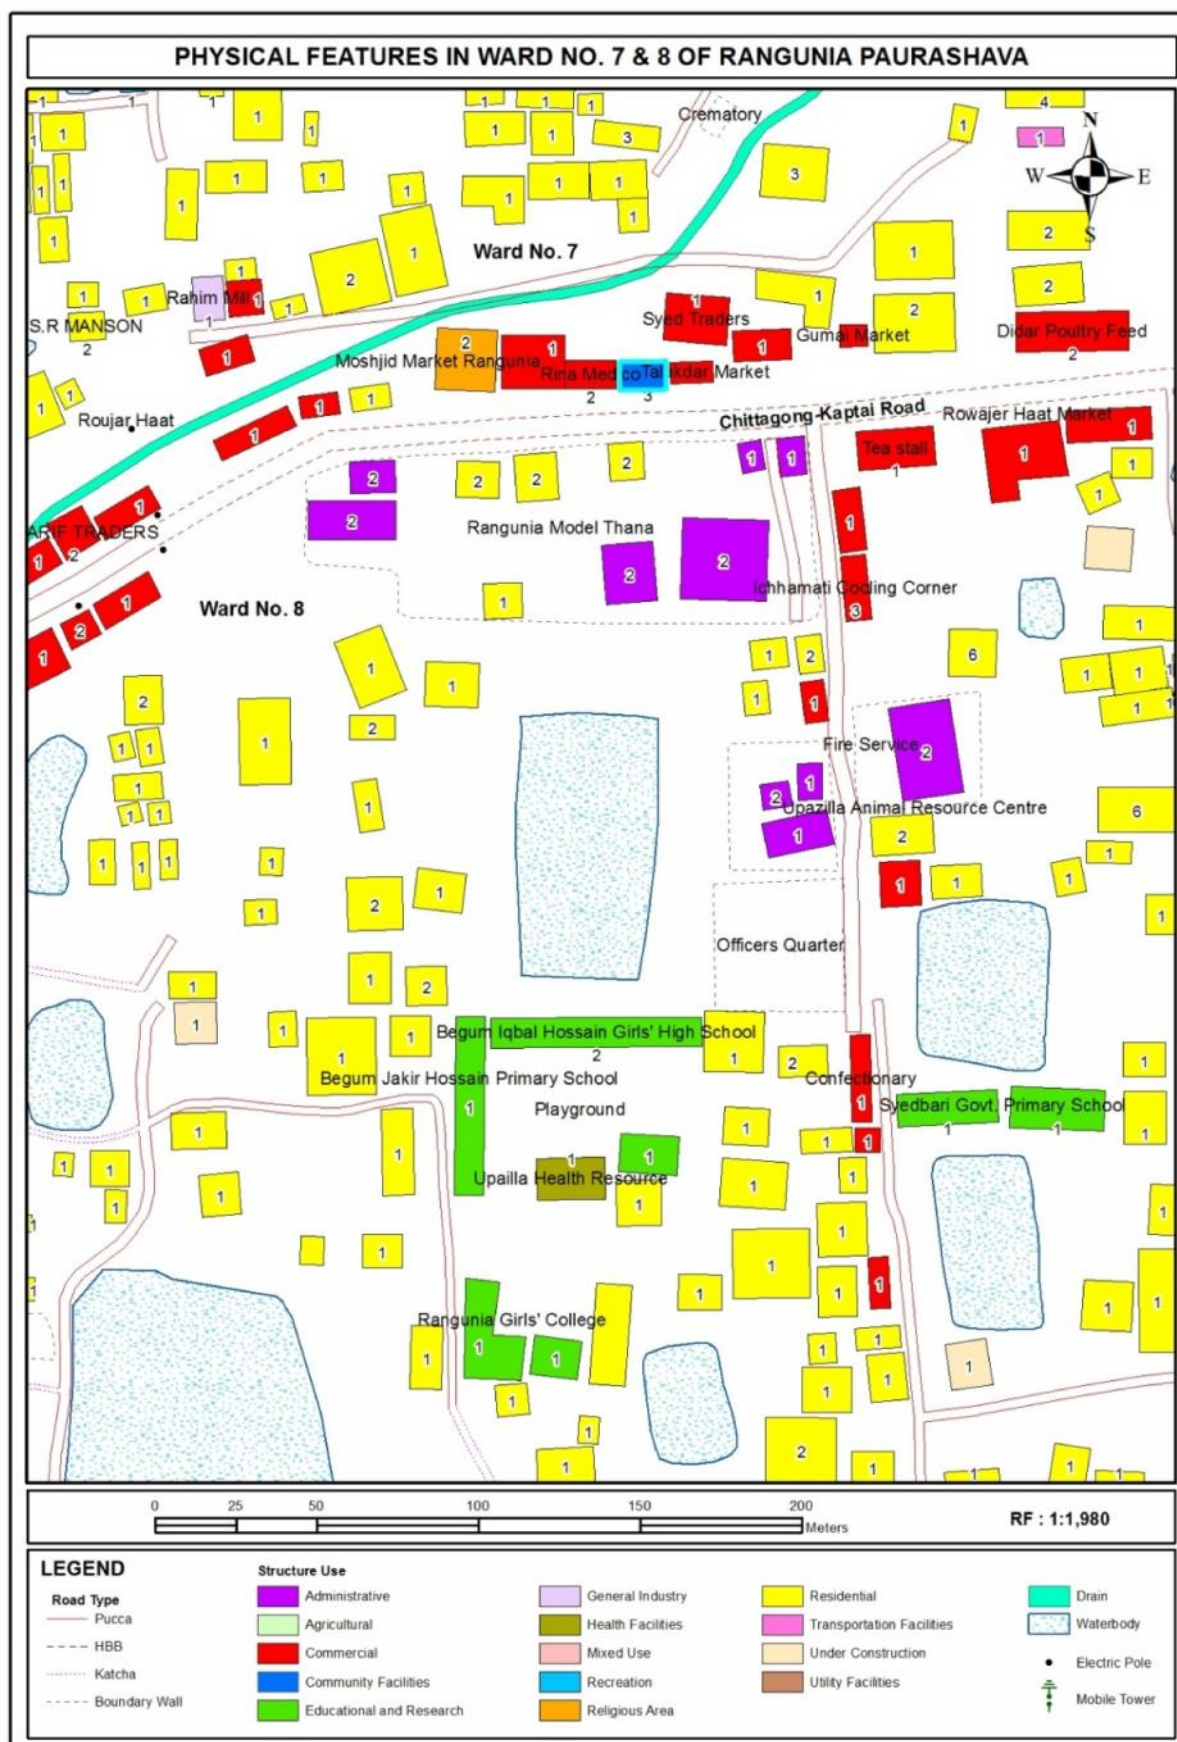 PHYSICAL FEATURES IN WARD NO. 7 & 8 OF RANGUNIA PAURASHAVA
Crematory
N
W E
S
Ward No. 7
Rahim Mill
S.R MANSON
Syed Traders
Gumai Market
Didar Poultry Feed
Moshjid Market Rangunia
Rina Medico
Talukdar Market
Roujar Haat
Chittagong-Kaptai Road
Rowajer Haat Market
Tea stall
ARIF TRADERS
Rangunia Model Thana
Ichhamati Cooling Corner
Ward No. 8
Fire Service
Upazilla Animal Resource Centre
Officers Quarter
Begum Iqbal Hossain Girls' High School
Begum Jakir Hossain Primary School
Confectionary
Playground
Syedbari Govt. Primary School
Upailla Health Resource
Rangunia Girls' College
0 25 50 100 150 200
Meters
RF : 1:1,980
LEGEND
Road Type
Pucca
HBB
Katcha
Boundary Wall
Structure Use
Administrative
Agricultural
Commercial
Community Facilities
Educational and Research
General Industry
Health Facilities
Mixed Use
Recreation
Religious Area
Residential
Transportation Facilities
Under Construction
Utility Facilities
Drain
Waterbody
Electric Pole
Mobile Tower